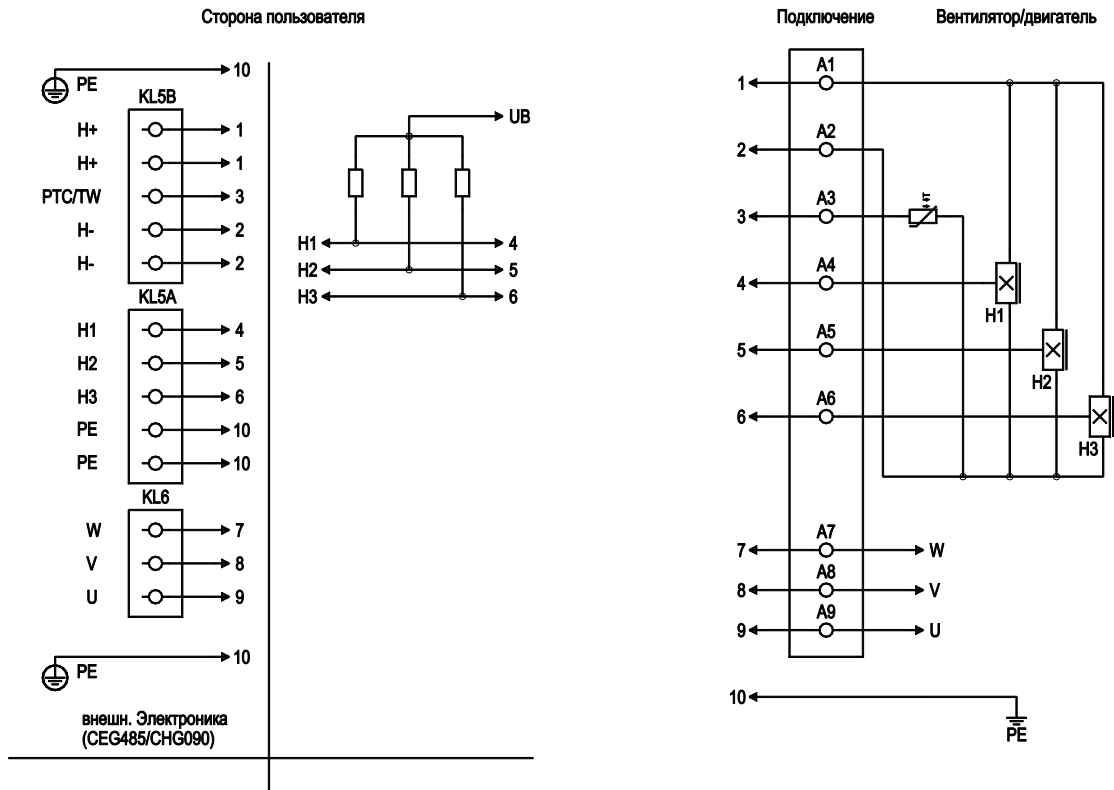 Сторона пользователя
Подключение
Вентилятор/двигатель
PE
10
KL5B
H+
1
H+
1
PTC/TW
3
H-
2
H-
2
KL5A
H1
4
H2
5
H3
6
PE
10
PE
10
KL6
W
7
V
8
U
9
PE
10
внешн. Электроника
(CEG485/CHG090)
UB
H1
4
H2
5
H3
6
1
A1
2
A2
3
A3
T
4
A4
H1
5
A5
H2
6
A6
H3
7
A7
W
8
A8
V
9
A9
U
10
PE